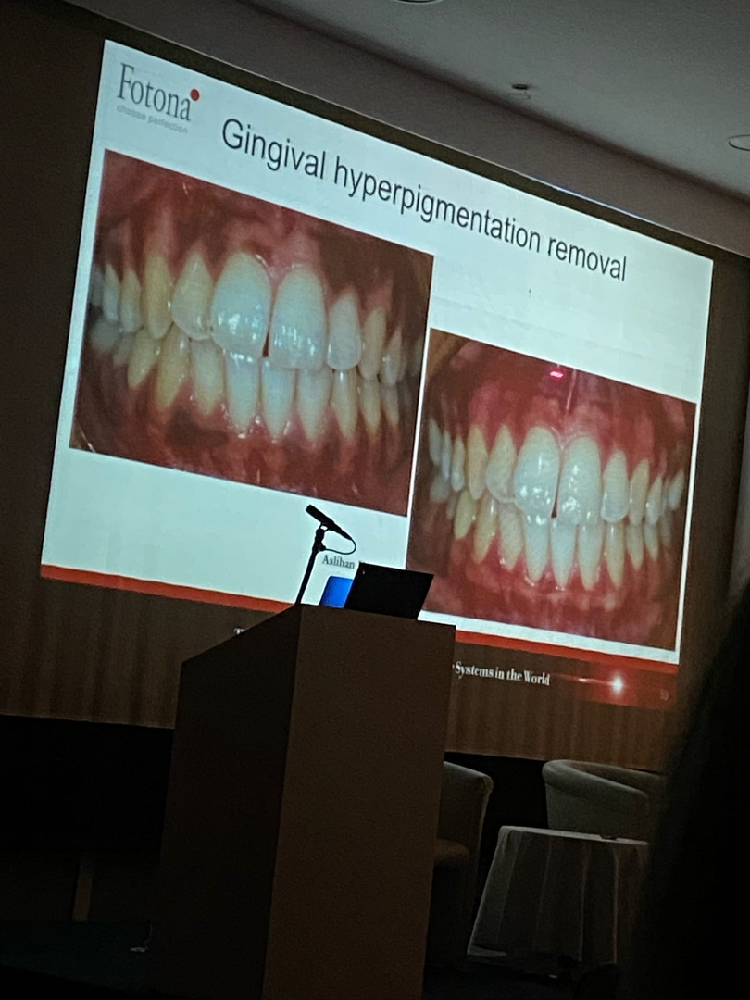 Fotona
choose perfection
Gingival hyperpigmentation removal
Aslihan
Systems in the World